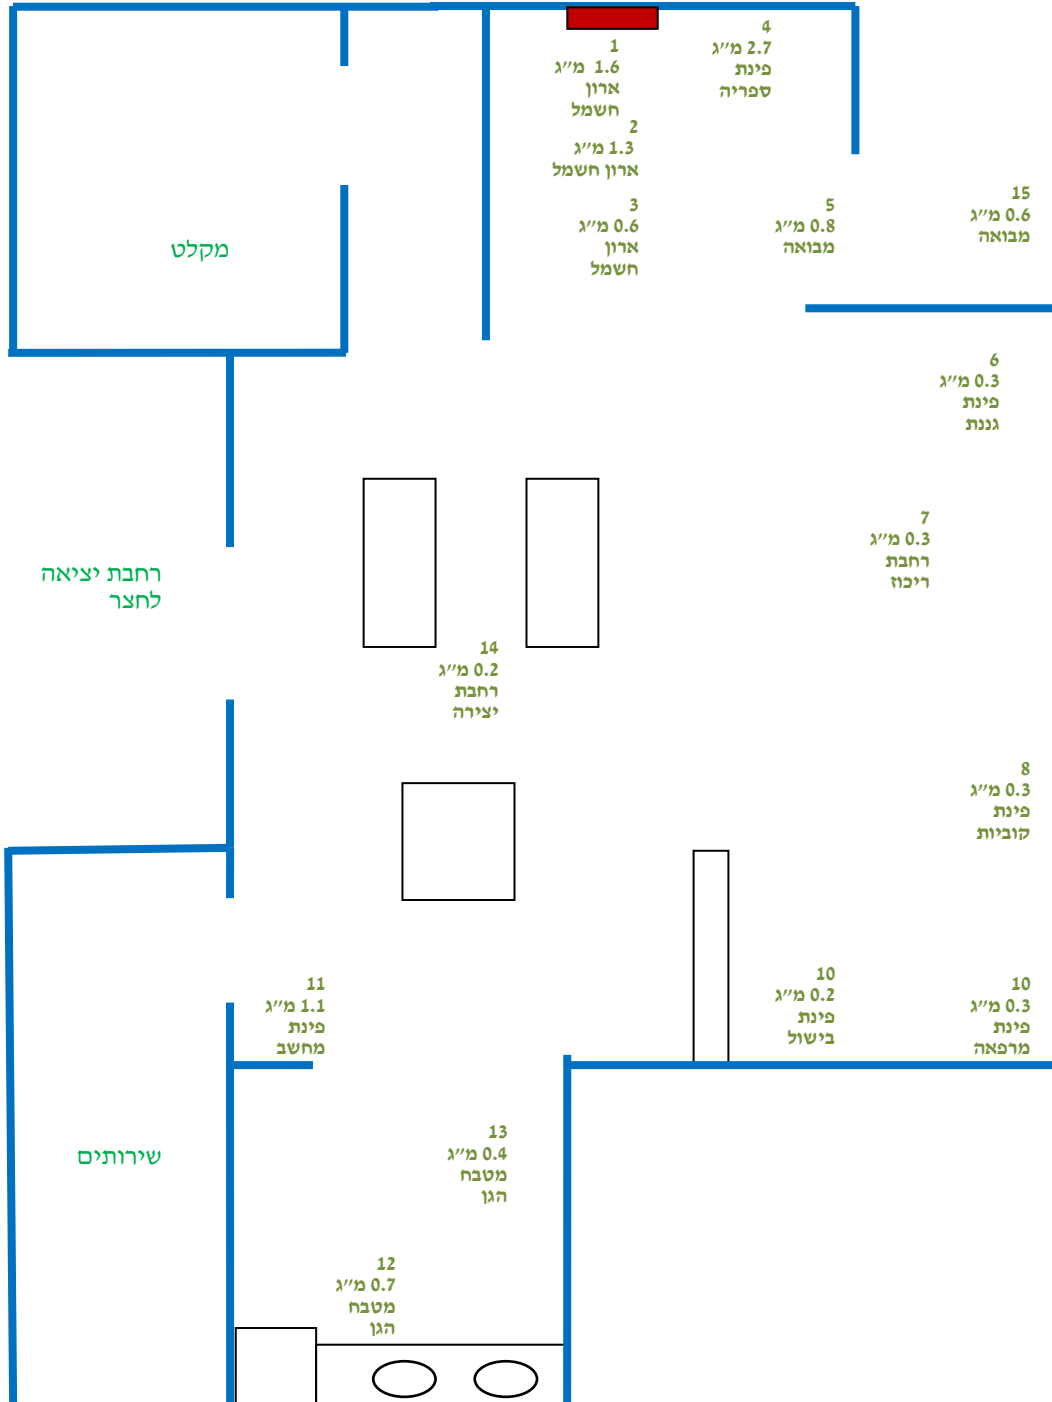 1
1.6 מ״ג
ארון
חשמל
2
1.3 מ״ג
ארון חשמל
3
0.6 מ״ג
ארון
חשמל
4
2.7 מ״ג
פינת
ספריה
5
0.8 מ״ג
מבואה
15
0.6 מ״ג
מבואה
מקלט
6
0.3 מ״ג
פינת
גננת
7
0.3 מ״ג
רחבת
ריכוז
רחבת יציאה
לחצר
14
0.2 מ״ג
רחבת
יצירה
8
0.3 מ״ג
פינת
קוביות
10
0.3 מ״ג
פינת
מרפאה
10
0.2 מ״ג
פינת
בישול
11
1.1 מ״ג
פינת
מחשב
13
0.4 מ״ג
מטבח
הגן
שירותים
12
0.7 מ״ג
מטבח
הגן